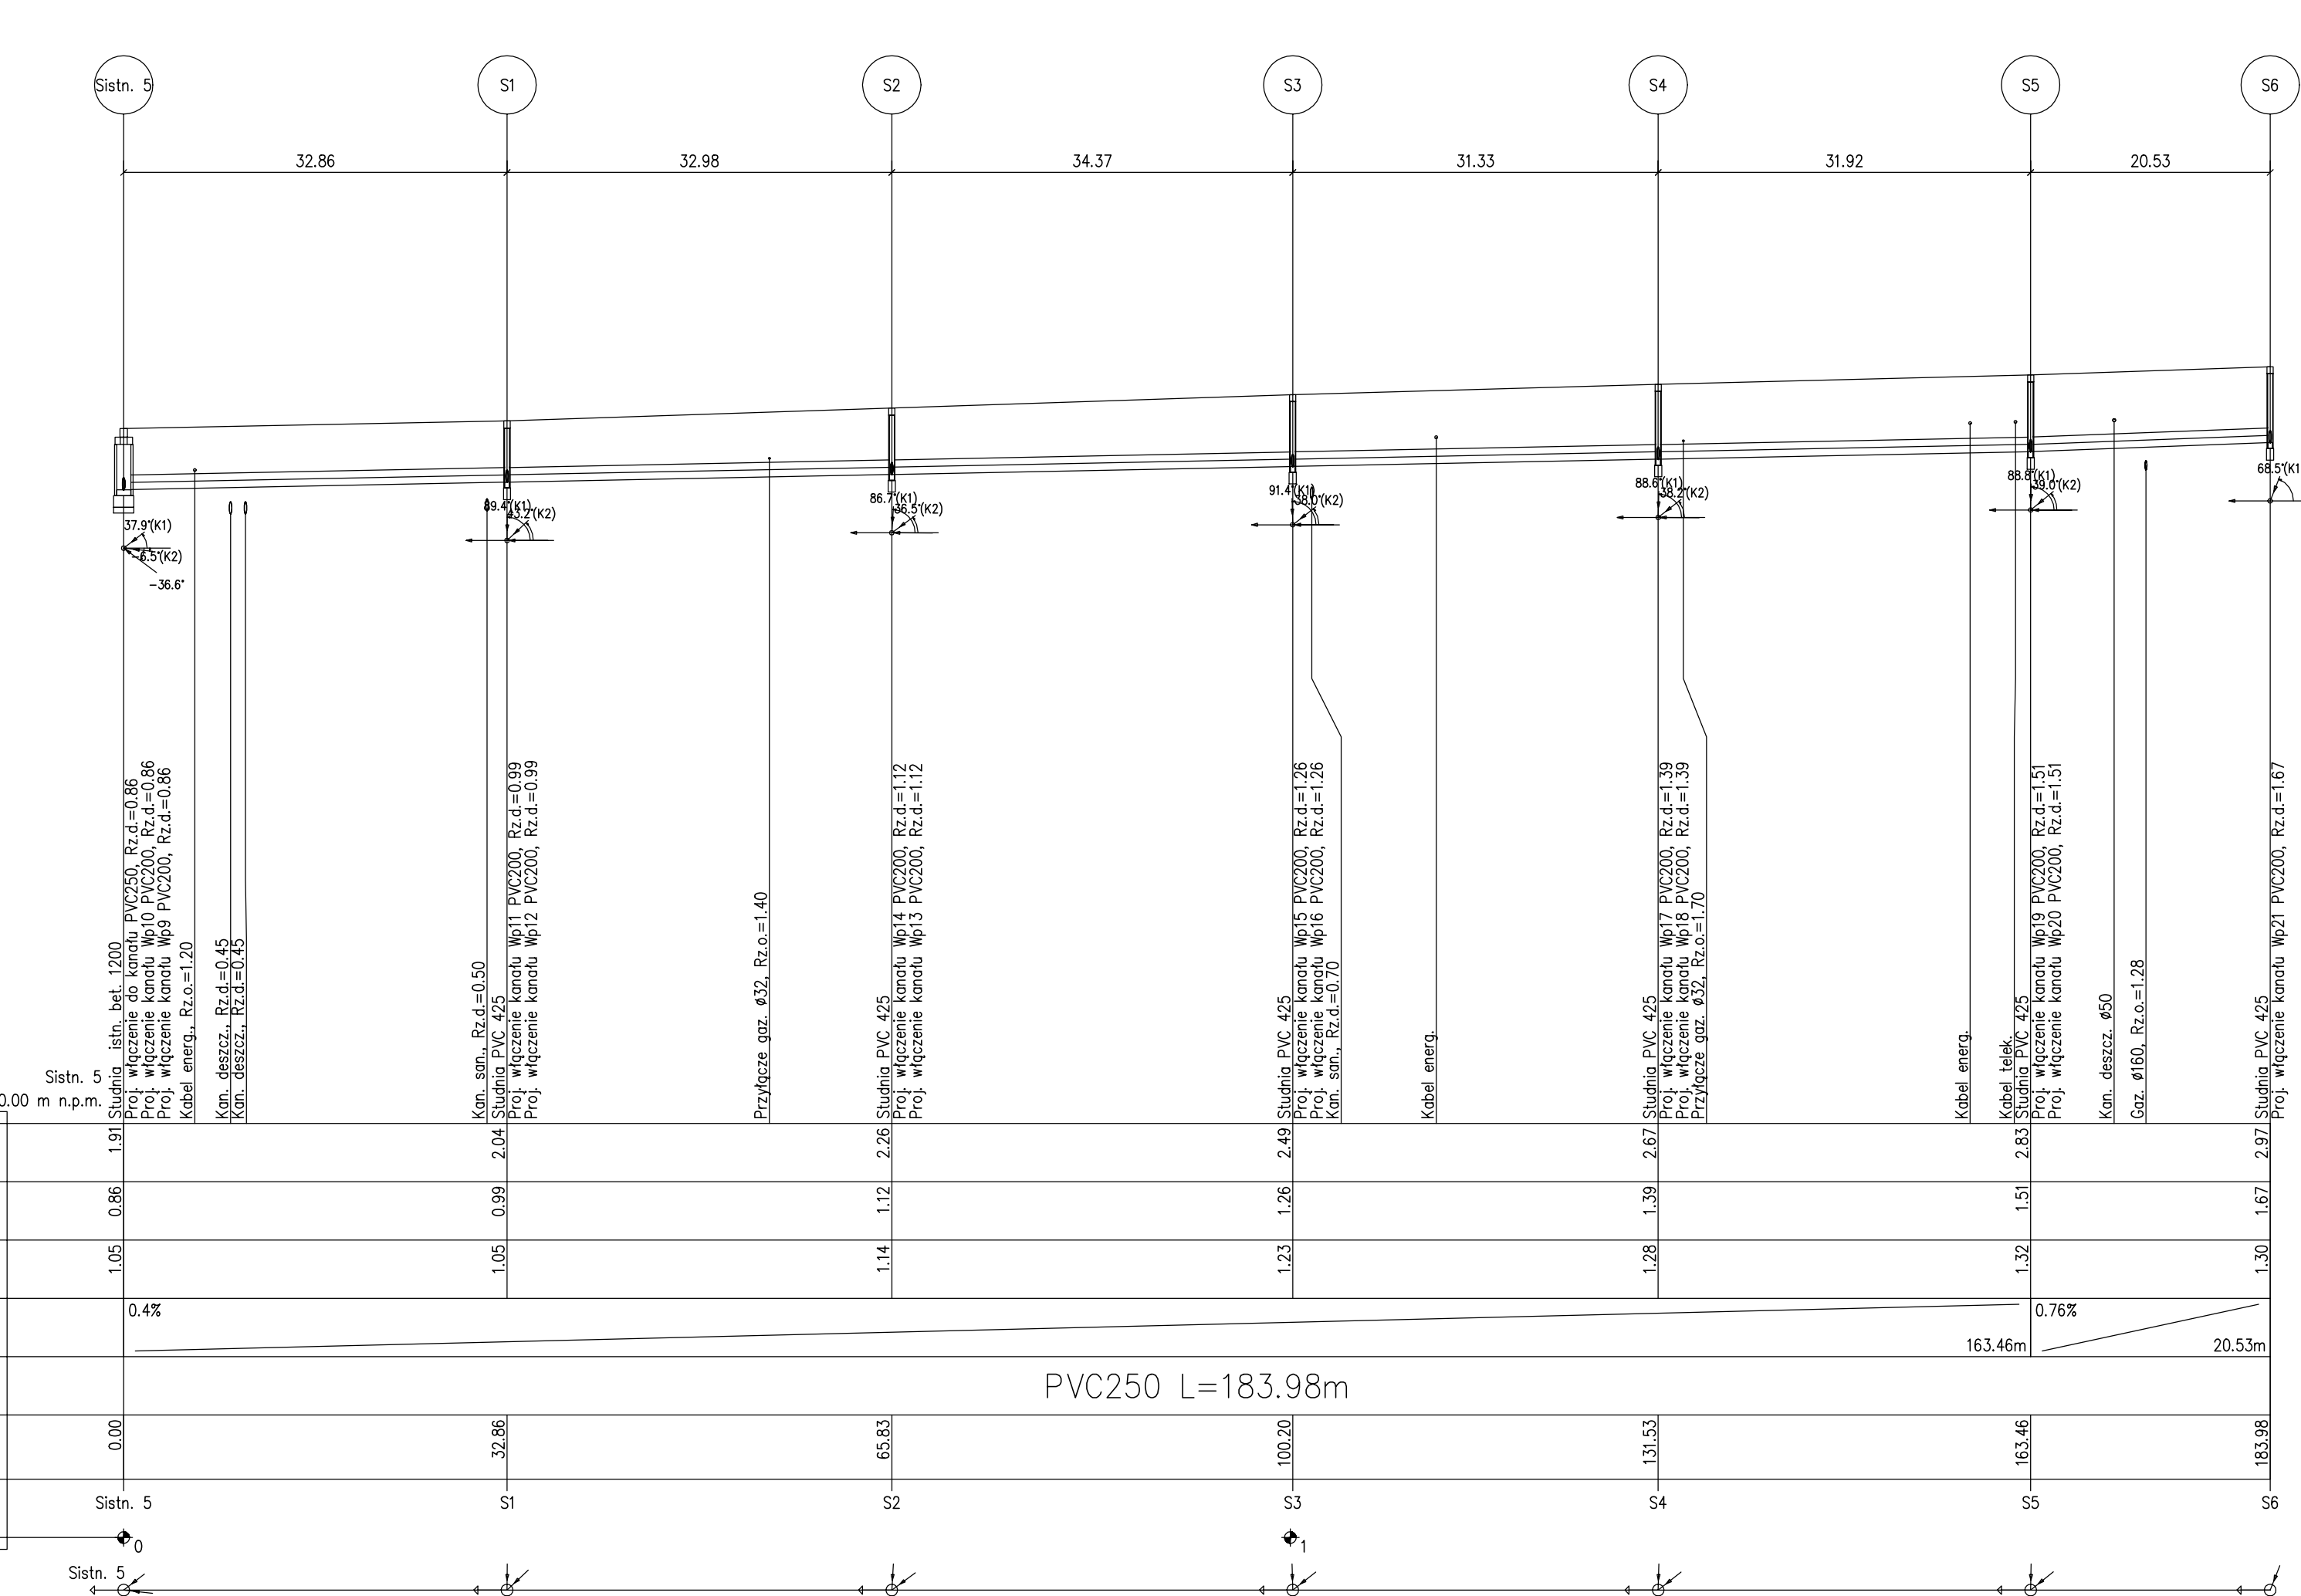 Sistn. 5
S1
S2
S3
S4
S5
S6
32.86
32.98
34.37
31.33
31.92
20.53
37.9°(K1)
-6.5°(K2)
-36.6°
89.4°(K1)
43.2°(K2)
86.7°(K1)
36.5°(K2)
91.4°(K1)
38.0°(K2)
88.6°(K1)
38.2°(K2)
88.8°(K1)
39.0°(K2)
68.5°(K1
Studnia istn. bet. 1200
Proj. włączenie do kanału PVC250, Rz.d.=0.86
Proj. włączenie kanału Wp10 PVC200, Rz.d.=0.86
Proj. włączenie kanału Wp9 PVC200, Rz.d.=0.86
Kabel energ., Rz.o.=1.20
Kan. deszcz., Rz.d.=0.45
Kan. deszcz., Rz.d.=0.45
Kan. san., Rz.d.=0.50
Studnia PVC 425
Proj. włączenie kanału Wp11 PVC200, Rz.d.=0.99
Proj. włączenie kanału Wp12 PVC200, Rz.d.=0.99
Przyłącze gaz. ø32, Rz.o.=1.40
Studnia PVC 425
Proj. włączenie kanału Wp14 PVC200, Rz.d.=1.12
Proj. włączenie kanału Wp13 PVC200, Rz.d.=1.12
Studnia PVC 425
Proj. włączenie kanału Wp15 PVC200, Rz.d.=1.26
Proj. włączenie kanału Wp16 PVC200, Rz.d.=1.26
Kan. san., Rz.d.=0.70
Kabel energ.
Studnia PVC 425
Proj. włączenie kanału Wp17 PVC200, Rz.d.=1.39
Proj. włączenie kanału Wp18 PVC200, Rz.d.=1.39
Przyłącze gaz. ø32, Rz.o.=1.70
Kabel energ.
Kabel telek.
Studnia PVC 425
Proj. włączenie kanału Wp19 PVC200, Rz.d.=1.51
Proj. włączenie kanału Wp20 PVC200, Rz.d.=1.51
Kan. deszcz. ø50
Gaz. ø160, Rz.o.=1.28
Studnia PVC 425
Proj. włączenie kanału Wp21 PVC200, Rz.d.=1.67
Sistn. 5
0.00 m n.p.m.
1.91
2.04
2.26
2.49
2.67
2.83
2.97
0.86
0.99
1.12
1.26
1.39
1.51
1.67
1.05
1.05
1.14
1.23
1.28
1.32
1.30
0.4%
163.46m
0.76%
20.53m
PVC250 L=183.98m
0.00
32.86
65.83
100.20
131.53
163.46
183.98
Sistn. 5
S1
S2
S3
S4
S5
S6
0
1
Sistn. 5